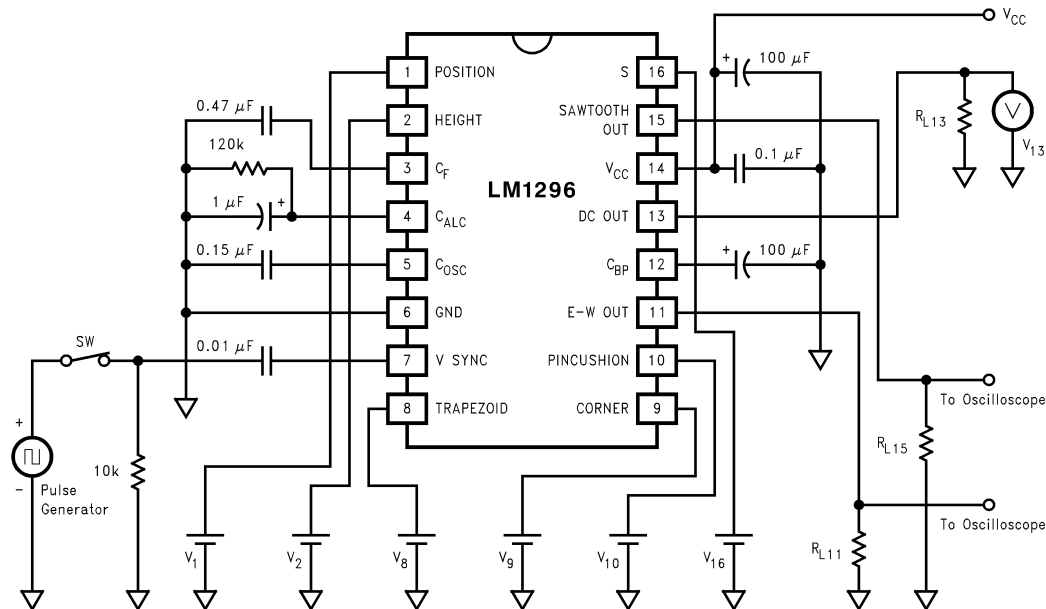 V_CC
+ 100 µF
1 POSITION
S 16
0.47 µF
2 HEIGHT
SAWTOOTH OUT 15
R_L13
V
V_13
120k
3 C_F
LM1296
V_CC 14
0.1 µF
1 µF +
4 C_ALC
DC OUT 13
0.15 µF
5 C_OSC
C_BP 12
+ 100 µF
6 GND
E-W OUT 11
SW
0.01 µF
7 V SYNC
PINCUSHION 10
8 TRAPEZOID
CORNER 9
To Oscilloscope
+
-
Pulse
Generator
10k
R_L15
To Oscilloscope
V_1
V_2
V_8
V_9
V_10
V_16
R_L11